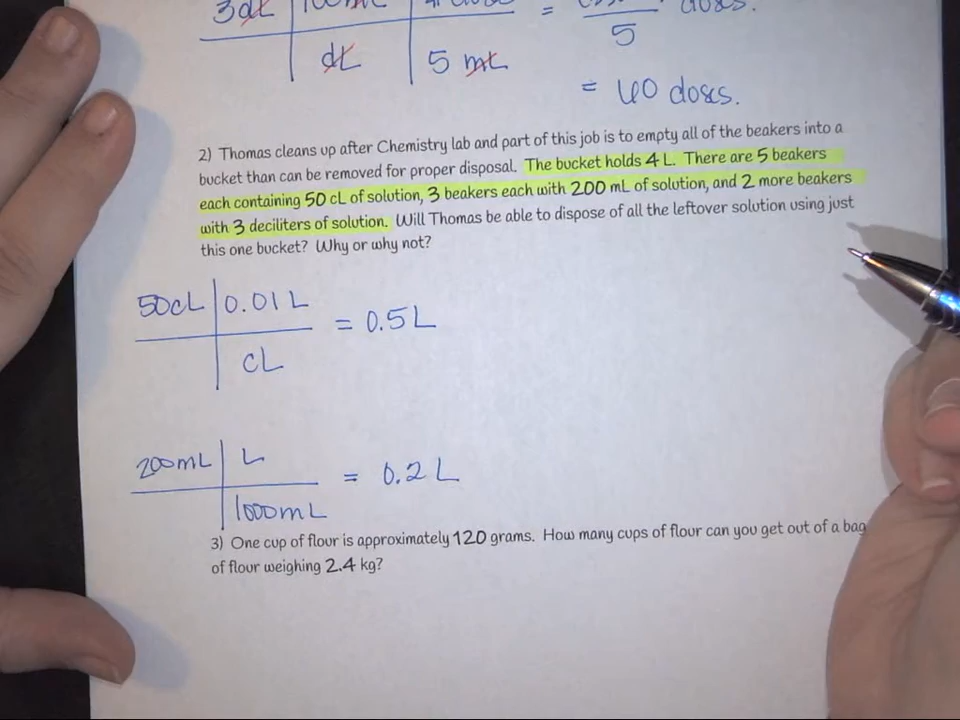 3dL
=
doses.
dL 5 mL 5
= 60 doses.
2) Thomas cleans up after Chemistry lab and part of this job is to empty all of the beakers into a
bucket than can be removed for proper disposal. The bucket holds 4 L. There are 5 beakers
each containing 50 cL of solution, 3 beakers each with 200 mL of solution, and 2 more beakers
with 3 deciliters of solution. Will Thomas be able to dispose of all the leftover solution using just
this one bucket? Why or why not?
50cL 0.01 L
= 0.5 L
cL
200mL L
= 0.2 L
1000mL
3) One cup of flour is approximately 120 grams. How many cups of flour can you get out of a bag
of flour weighing 2.4 kg?